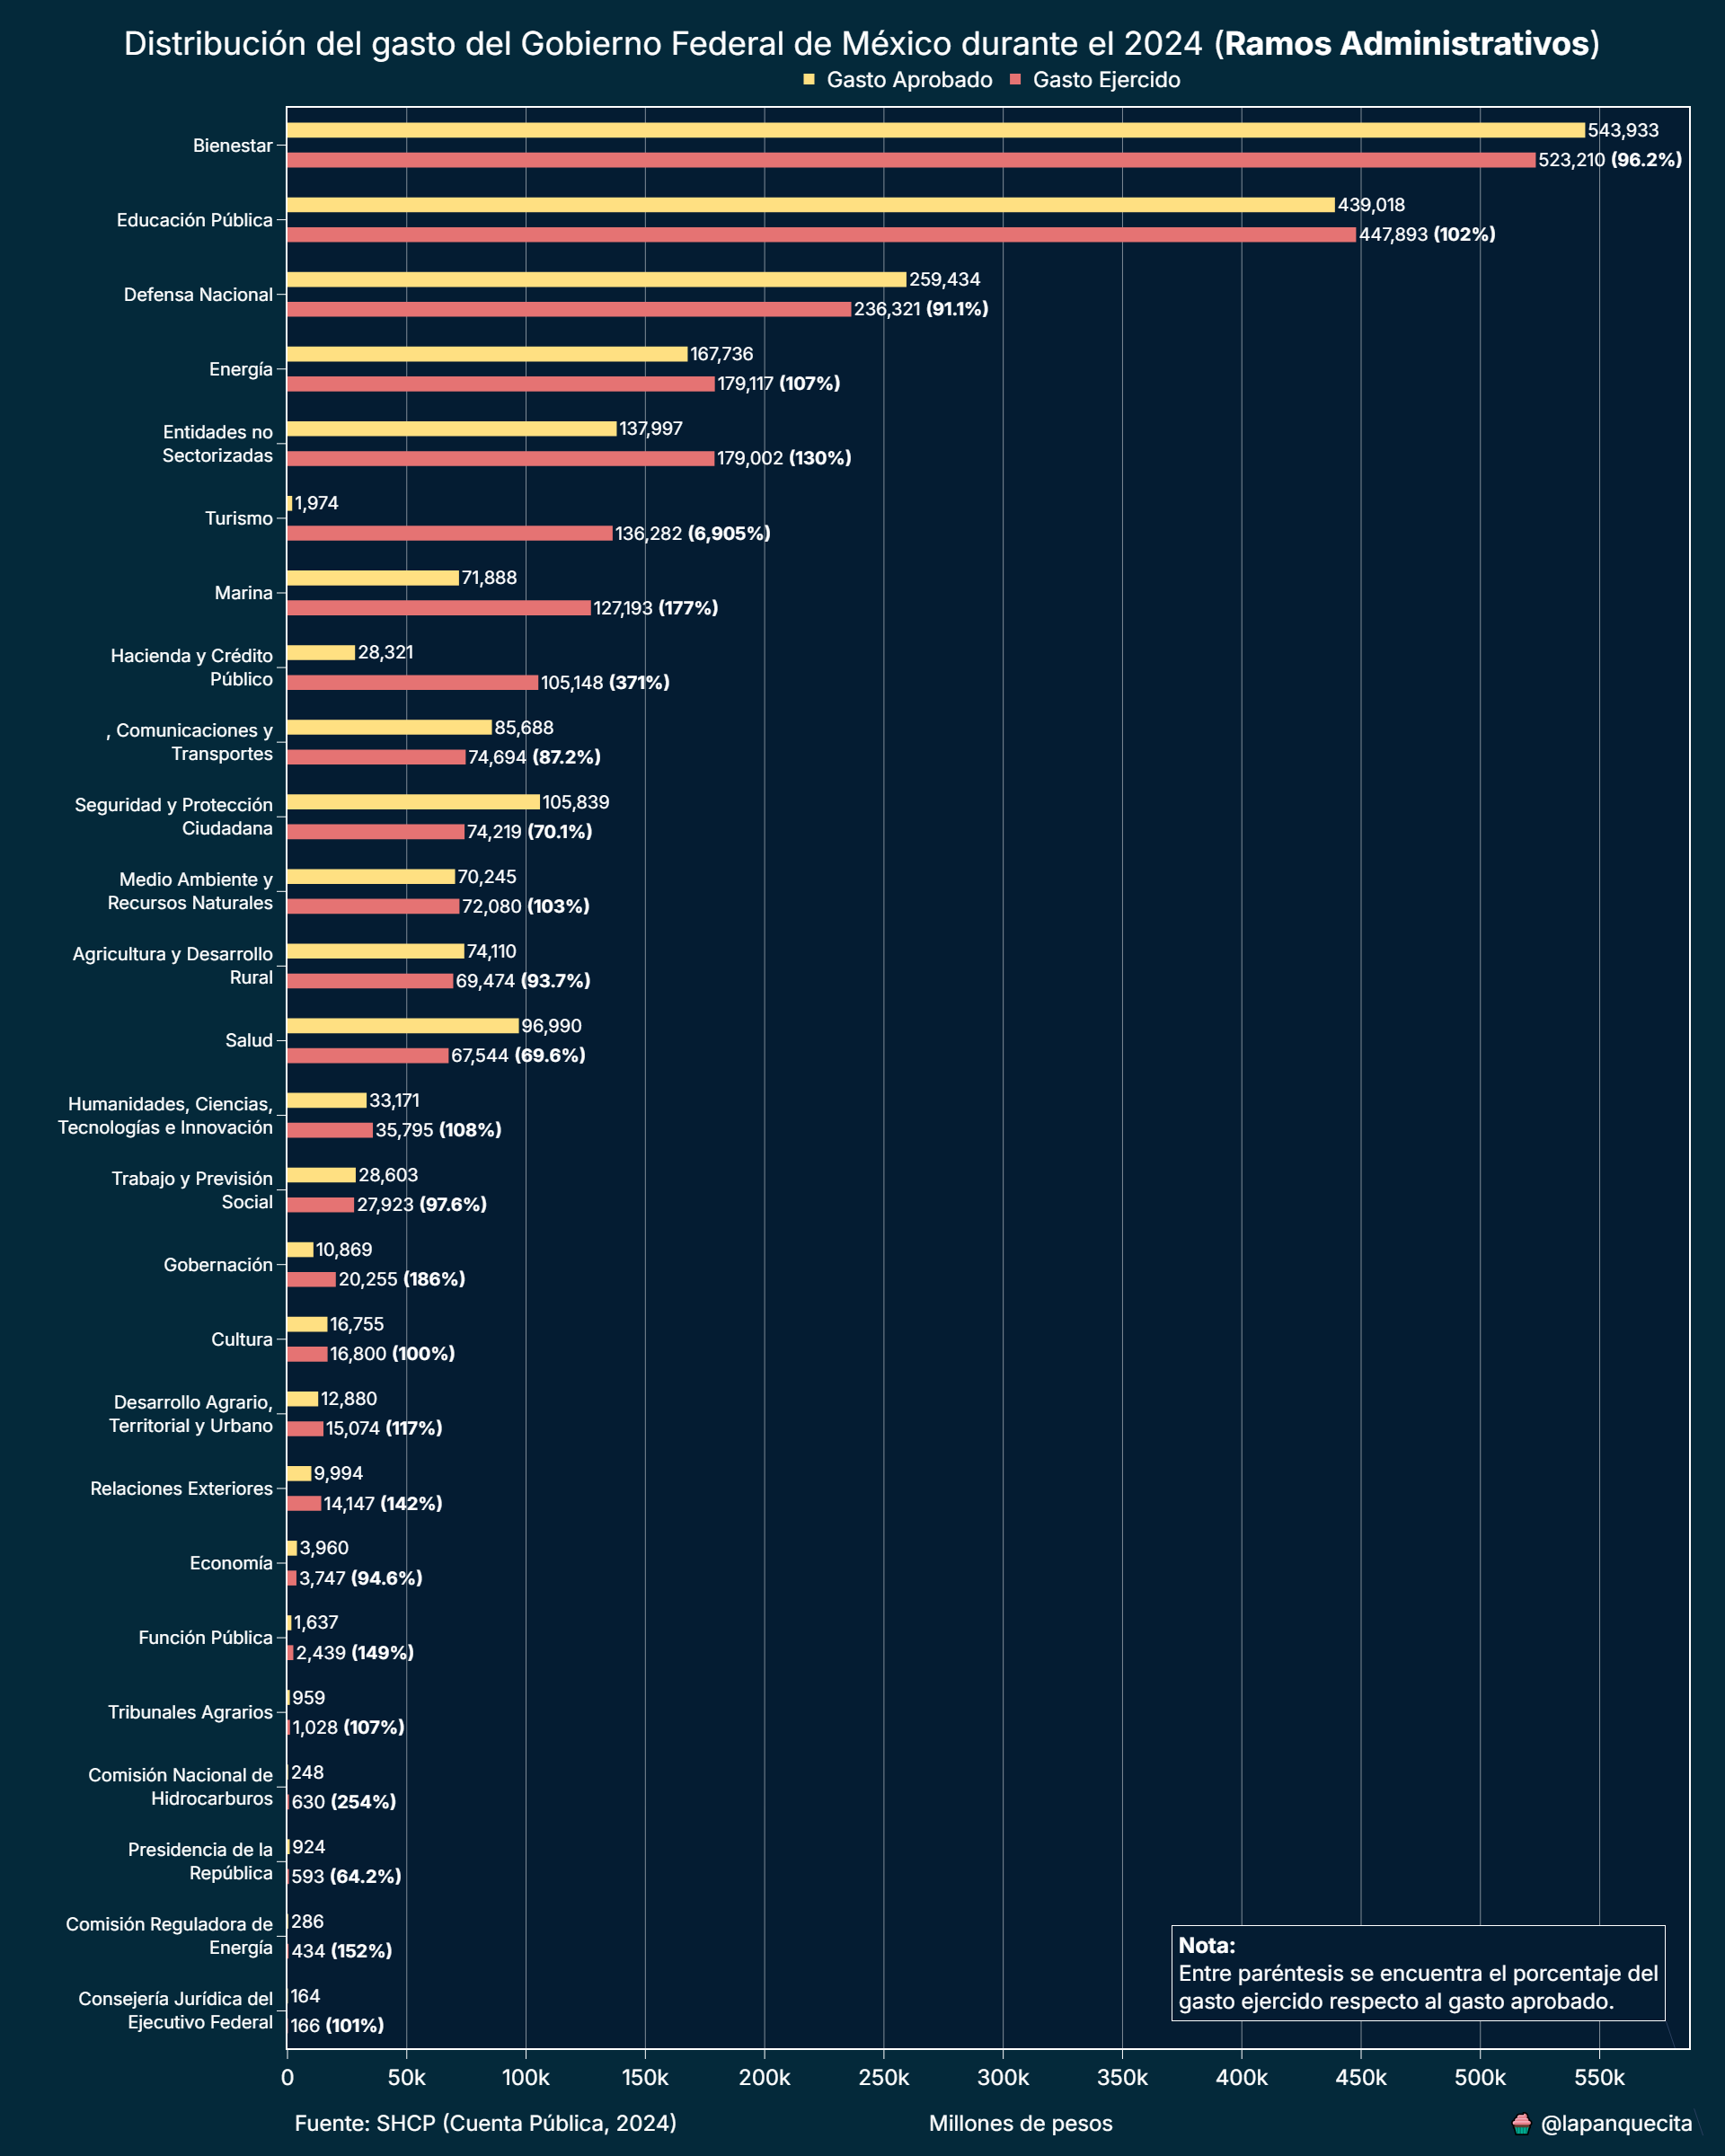 Distribución del gasto del Gobierno Federal de México durante el 2024 (Ramos Administrativos)
Gasto Aprobado Gasto Ejercido
Bienestar
543,933
523,210 (96.2%)
Educación Pública
439,018
447,893 (102%)
Defensa Nacional
259,434
236,321 (91.1%)
Energía
167,736
179,117 (107%)
Entidades no
Sectorizadas
137,997
179,002 (130%)
Turismo
1,974
136,282 (6,905%)
Marina
71,888
127,193 (177%)
Hacienda y Crédito
Público
28,321
105,148 (371%)
, Comunicaciones y
Transportes
85,688
74,694 (87.2%)
Seguridad y Protección
Ciudadana
105,839
74,219 (70.1%)
Medio Ambiente y
Recursos Naturales
70,245
72,080 (103%)
Agricultura y Desarrollo
Rural
74,110
69,474 (93.7%)
Salud
96,990
67,544 (69.6%)
Humanidades, Ciencias,
Tecnologías e Innovación
33,171
35,795 (108%)
Trabajo y Previsión
Social
28,603
27,923 (97.6%)
Gobernación
10,869
20,255 (186%)
Cultura
16,755
16,800 (100%)
Desarrollo Agrario,
Territorial y Urbano
12,880
15,074 (117%)
Relaciones Exteriores
9,994
14,147 (142%)
Economía
3,960
3,747 (94.6%)
Función Pública
1,637
2,439 (149%)
Tribunales Agrarios
959
1,028 (107%)
Comisión Nacional de
Hidrocarburos
248
630 (254%)
Presidencia de la
República
924
593 (64.2%)
Comisión Reguladora de
Energía
286
434 (152%)
Consejería Jurídica del
Ejecutivo Federal
164
166 (101%)
Nota:
Entre paréntesis se encuentra el porcentaje del
gasto ejercido respecto al gasto aprobado.
0 50k 100k 150k 200k 250k 300k 350k 400k 450k 500k 550k
Fuente: SHCP (Cuenta Pública, 2024) Millones de pesos 🧁 @lapanquecita